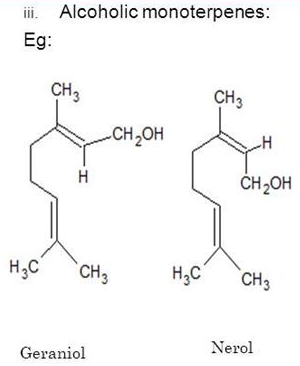 iii. Alcoholic monoterpenes:
Eg:
CH3
CH2OH
H
H3C
CH3
CH3
H
CH2OH
H3C
CH3
Geraniol
Nerol